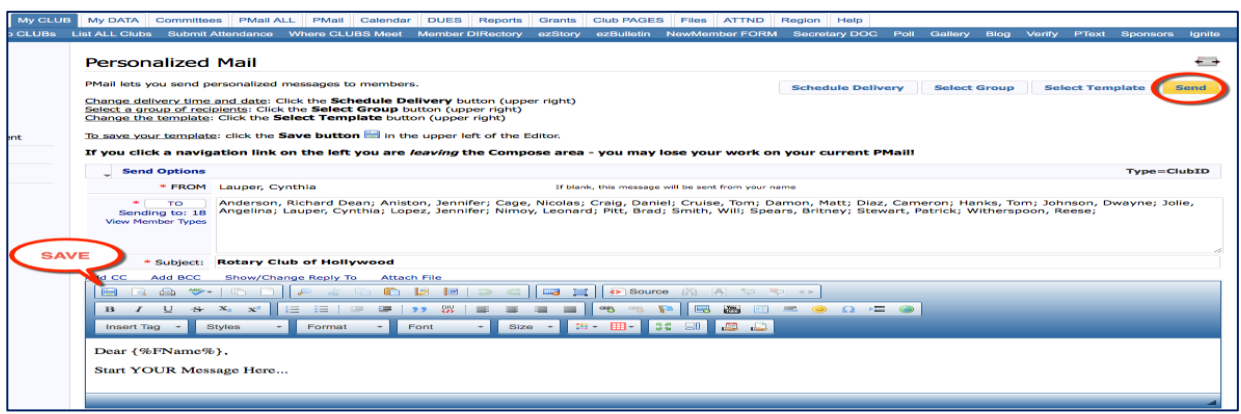 My CLUB My DATA Committees PMail ALL PMail Calendar DUES Reports Grants Club PAGES Files ATTND Region Help
CLUBs List ALL Clubs Submit Attendance Where CLUBS Meet Member DIRectory ezStory ezBulletin NewMember FORM Secretary DOC Poll Gallery Blog Verify PText Sponsors Ignite
Personalized Mail
PMail lets you send personalized messages to members.
Schedule Delivery Select Group Select Template Send
Change delivery time and date: Click the Schedule Delivery button (upper right)
Select a group of recipients: Click the Select Group button (upper right)
Change the template: Click the Select Template button (upper right)
To save your template: click the Save button in the upper left of the Editor.
If you click a navigation link on the left you are leaving the Compose area - you may lose your work on your current PMail!
Send Options Type=ClubID
* FROM Lauper, Cynthia If blank, this message will be sent from your name
* TO Anderson, Richard Dean; Aniston, Jennifer; Cage, Nicolas; Craig, Daniel; Cruise, Tom; Damon, Matt; Diaz, Cameron; Hanks, Tom; Johnson, Dwayne; Jolie,
Sending to: 18 Angelina; Lauper, Cynthia; Lopez, Jennifer; Nimoy, Leonard; Pitt, Brad; Smith, Will; Spears, Britney; Stewart, Patrick; Witherspoon, Reese;
View Member Types
SAVE
* Subject: Rotary Club of Hollywood
CC Add BCC Show/Change Reply To Attach File
Source
B I U S X₂ X² DIV You
Insert Tag Styles Format Font Size
Dear {%FName%},
Start YOUR Message Here...